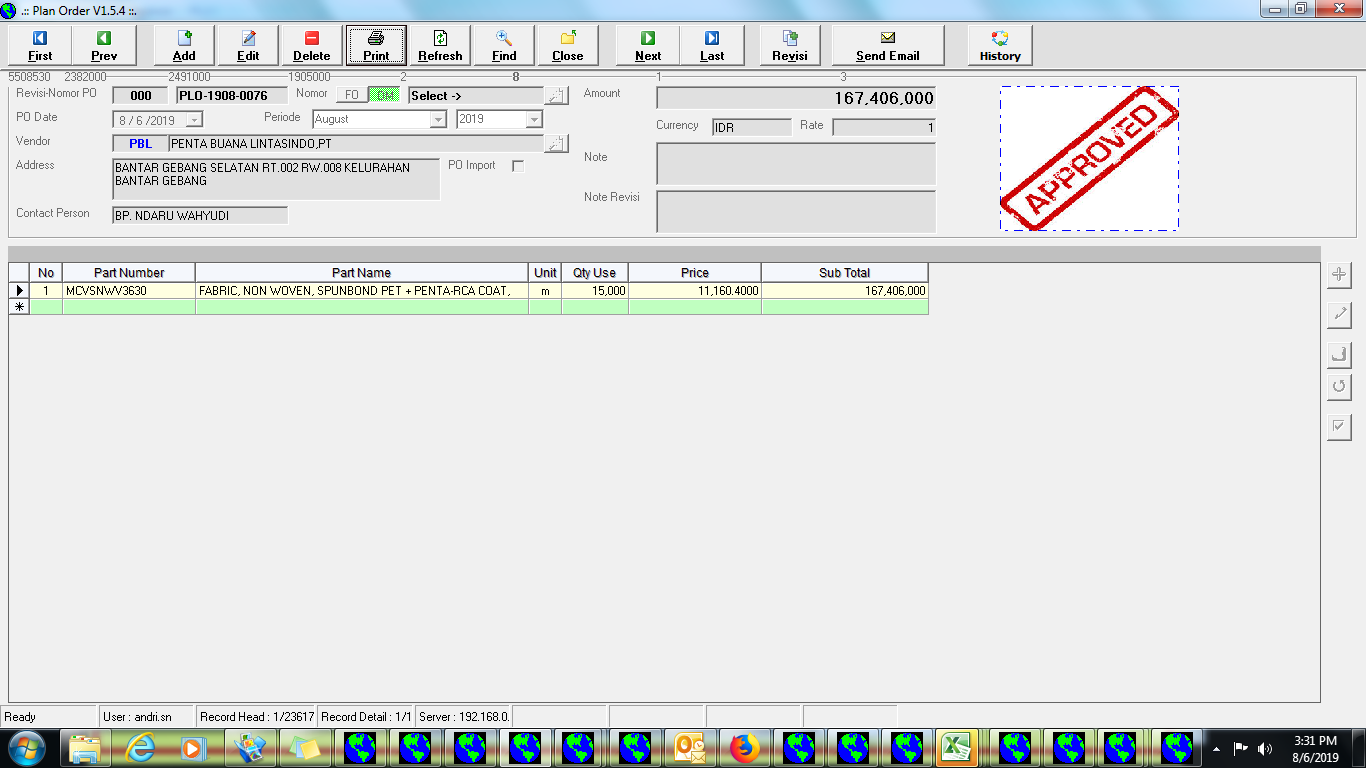 .:: Plan Order V1.5.4 ::.
First Prev Add Edit Delete Print Refresh Find Close Next Last Revisi Send Email History
5508530 2382000 2491000 1905000 2 8 1 3
Revisi-Nomor PO 000 PLO-1908-0076 Nomor FO DM Select -> Amount 167,406,000
PO Date 8 / 6 /2019 Periode August 2019 Currency IDR Rate 1
Vendor PBL PENTA BUANA LINTASINDO,PT
Address BANTAR GEBANG SELATAN RT.002 RW.008 KELURAHAN
BANTAR GEBANG
PO Import
Note
Contact Person BP. NDARU WAHYUDI
Note Revisi
APPROVED
No Part Number Part Name Unit Qty Use Price Sub Total
1 MCVSNWV3630 FABRIC, NON WOVEN, SPUNBOND PET + PENTA-RCA COAT, m 15,000 11,160.4000 167,406,000
Ready User : andri.sn Record Head : 1/23617 Record Detail : 1/1 Server : 192.168.0.
3:31 PM
8/6/2019